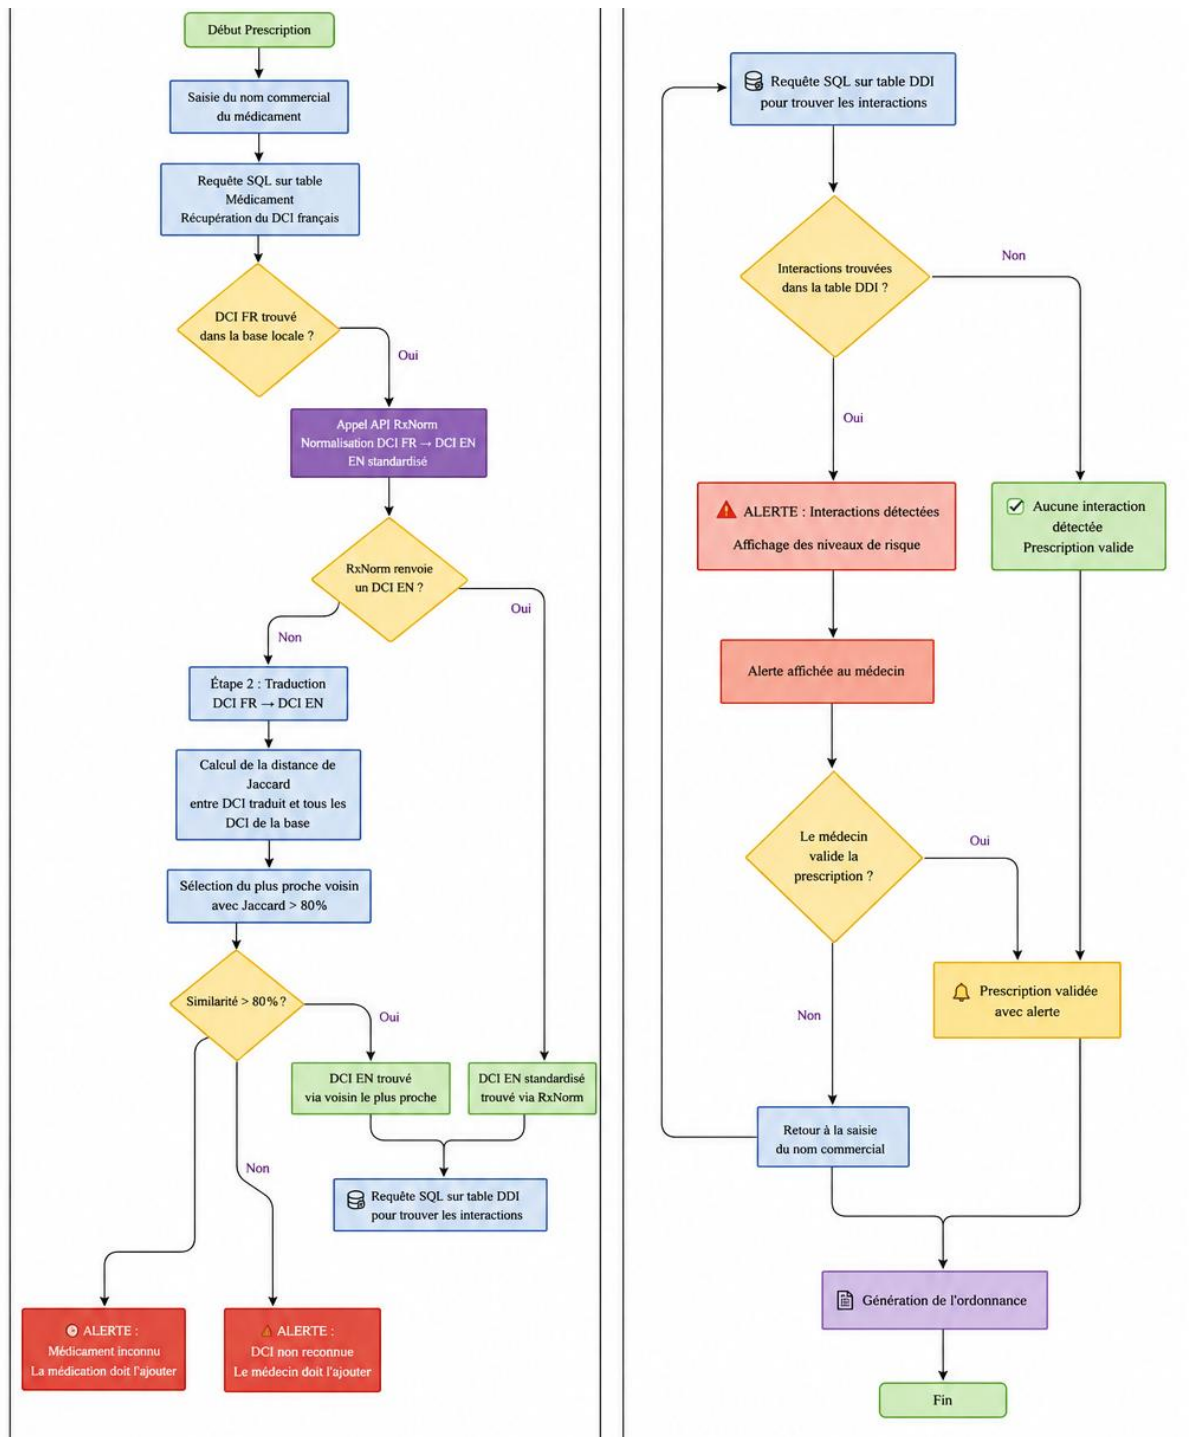 Début Prescription
Saisie du nom commercial
du médicament
Requête SQL sur table
Médicament
Récupération du DCI français
DCI FR trouvé
dans la base locale ?
Oui
Appel API RxNorm
Normalisation DCI FR → DCI EN
EN standardisé
RxNorm renvoie
un DCI EN ?
Oui
Non
Étape 2 : Traduction
DCI FR → DCI EN
Calcul de la distance de
Jaccard
entre DCI traduit et tous les
DCI de la base
Sélection du plus proche voisin
avec Jaccard > 80%
Similarité > 80% ?
Oui
DCI EN trouvé
via voisin le plus proche
DCI EN standardisé
trouvé via RxNorm
Non
Requête SQL sur table DDI
pour trouver les interactions
ALERTE :
Médicament inconnu
La médication doit l'ajouter
ALERTE :
DCI non reconnue
Le médecin doit l'ajouter
Requête SQL sur table DDI
pour trouver les interactions
Interactions trouvées
dans la table DDI ?
Non
Oui
ALERTE : Interactions détectées
Affichage des niveaux de risque
Aucune interaction
détectée
Prescription valide
Alerte affichée au médecin
Le médecin
valide la
prescription ?
Oui
Non
Prescription validée
avec alerte
Retour à la saisie
du nom commercial
Génération de l'ordonnance
Fin